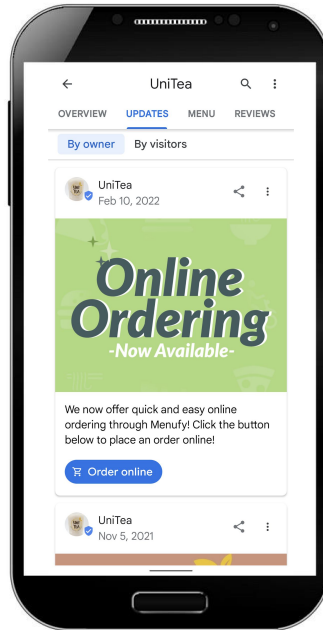 UniTea
OVERVIEW UPDATES MENU REVIEWS
By owner By visitors
UniTea
Feb 10, 2022
Online
Ordering
-Now Available-
We now offer quick and easy online
ordering through Menufy! Click the button
below to place an order online!
Order online
UniTea
Nov 5, 2021